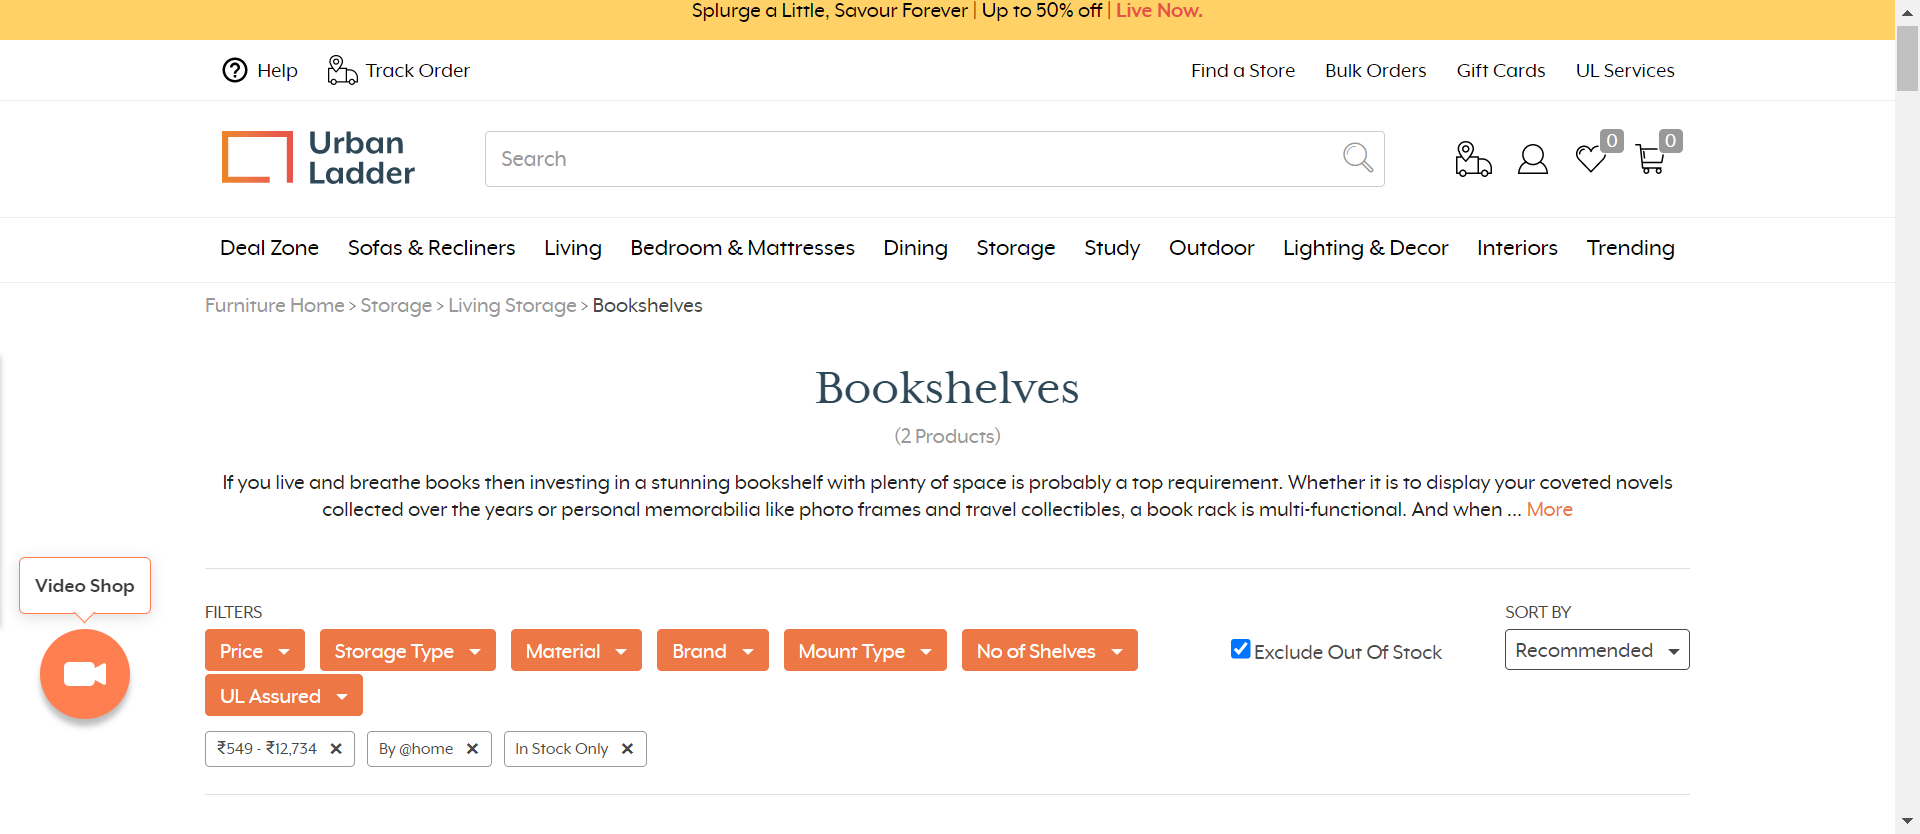 Splurge a Little, Savour Forever | Up to 50% off | Live Now.
Help Track Order Find a Store Bulk Orders Gift Cards UL Services
Urban
Ladder
Search
0 0
Deal Zone Sofas & Recliners Living Bedroom & Mattresses Dining Storage Study Outdoor Lighting & Decor Interiors Trending
Furniture Home > Storage > Living Storage > Bookshelves
Bookshelves
(2 Products)
If you live and breathe books then investing in a stunning bookshelf with plenty of space is probably a top requirement. Whether it is to display your coveted novels
collected over the years or personal memorabilia like photo frames and travel collectibles, a book rack is multi-functional. And when ... More
Video Shop
FILTERS SORT BY
Price Storage Type Material Brand Mount Type No of Shelves Exclude Out Of Stock Recommended
UL Assured
₹549 - ₹12,734 × By @home × In Stock Only ×